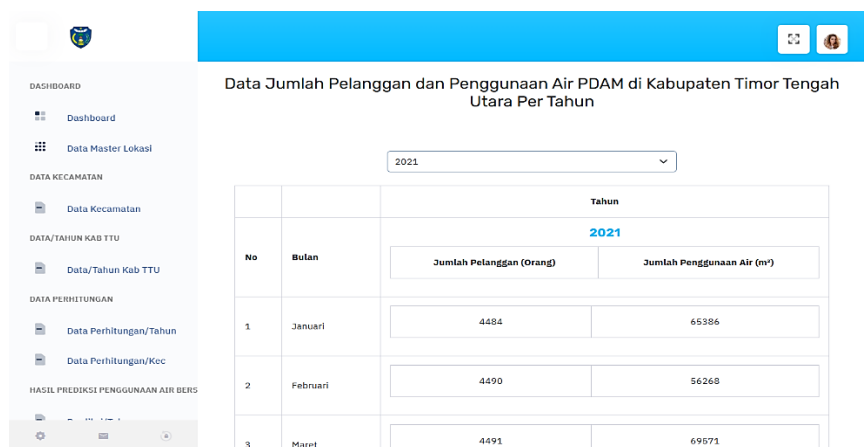 DASHBOARD
Dashboard
Data Master Lokasi
DATA KECAMATAN
Data Kecamatan
DATA/TAHUN KAB TTU
Data/Tahun Kab TTU
DATA PERHITUNGAN
Data Perhitungan/Tahun
Data Perhitungan/Kec
HASIL PREDIKSI PENGGUNAAN AIR BERS
Data Jumlah Pelanggan dan Penggunaan Air PDAM di Kabupaten Timor Tengah
Utara Per Tahun
2021
Tahun
2021
No Bulan Jumlah Pelanggan (Orang) Jumlah Penggunaan Air (m³)
1 Januari 4484 65386
2 Februari 4490 56268
3 Maret 4491 69571